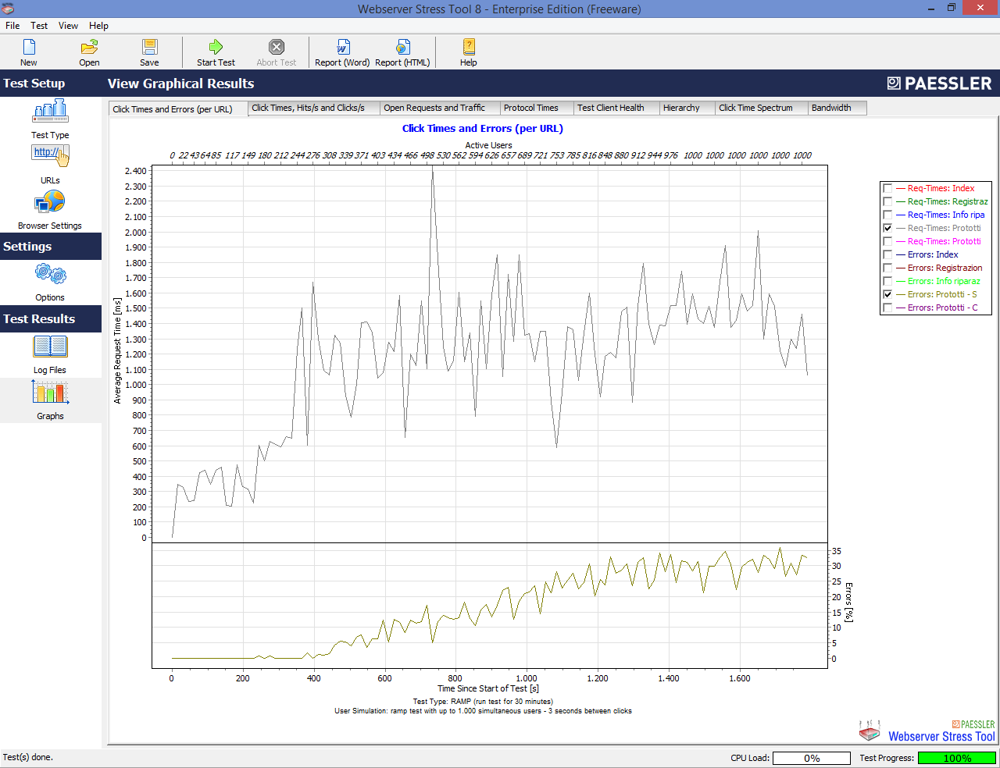 Webserver Stress Tool 8 - Enterprise Edition (Freeware)
File Test View Help
New Open Save Start Test Abort Test Report (Word) Report (HTML) Help
Test Setup
View Graphical Results
PAESSLER
Test Type
http://
URLs
Browser Settings
Settings
Options
Test Results
Log Files
Graphs
Click Times and Errors (per URL) Click Times, Hits/s and Clicks/s Open Requests and Traffic Protocol Times Test Client Health Hierarchy Click Time Spectrum Bandwidth
Click Times and Errors (per URL)
Active Users
0 22 43 64 85 117 149 180 212 244 276 308 339 371 403 434 466 498 530 562 594 626 657 689 721 753 785 816 848 880 912 944 976 1000 1000 1000 1000 1000 1000
2.400
2.300
2.200
2.100
2.000
1.900
1.800
1.700
1.600
1.500
1.400
1.300
1.200
1.100
1.000
900
800
700
600
500
400
300
200
100
0
Average Request Time [ms]
35
30
25
20
15
10
5
0
Errors [%]
0 200 400 600 800 1.000 1.200 1.400 1.600
Time Since Start of Test [s]
Test Type: RAMP (run test for 30 minutes)
User Simulation: ramp test with up to 1.000 simultaneous users - 3 seconds between clicks
Req-Times: Index
Req-Times: Registraz
Req-Times: Info ripa
Req-Times: Prototti
Req-Times: Prototti
Errors: Index
Errors: Registrazion
Errors: Info riparaz
Errors: Prototti - S
Errors: Prototti - C
PAESSLER
Webserver Stress Tool
Test(s) done.
CPU Load: 0% Test Progress: 100%